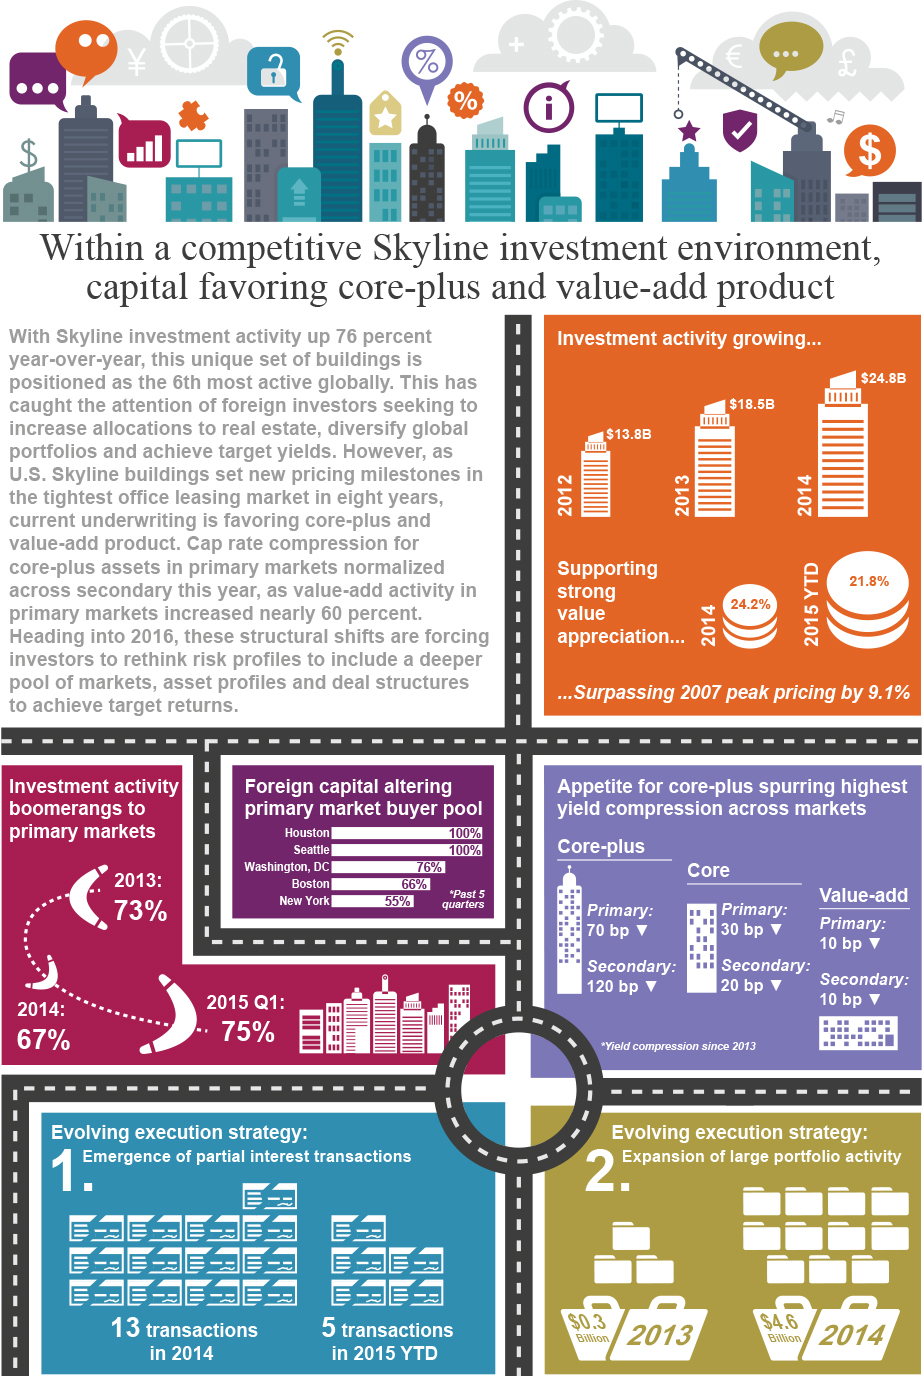 ¥
%
%
i
€
£
$
$
Within a competitive Skyline investment environment,
capital favoring core-plus and value-add product
With Skyline investment activity up 76 percent
year-over-year, this unique set of buildings is
positioned as the 6th most active globally. This has
caught the attention of foreign investors seeking to
increase allocations to real estate, diversify global
portfolios and achieve target yields. However, as
U.S. Skyline buildings set new pricing milestones in
the tightest office leasing market in eight years,
current underwriting is favoring core-plus and
value-add product. Cap rate compression for
core-plus assets in primary markets normalized
across secondary this year, as value-add activity in
primary markets increased nearly 60 percent.
Heading into 2016, these structural shifts are forcing
investors to rethink risk profiles to include a deeper
pool of markets, asset profiles and deal structures
to achieve target returns.
Investment activity growing...
2012
$13.8B
2013
$18.5B
2014
$24.8B
Supporting
strong
value
appreciation...
2014
24.2%
2015 YTD
21.8%
...Surpassing 2007 peak pricing by 9.1%
Investment activity
boomerangs to
primary markets
2013:
73%
2014:
67%
2015 Q1:
75%
Foreign capital altering
primary market buyer pool
Houston 100%
Seattle 100%
Washington, DC 76%
Boston 66%
New York 55%
*Past 5
quarters
Appetite for core-plus spurring highest
yield compression across markets
Core-plus
Primary:
70 bp ▼
Secondary:
120 bp ▼
Core
Primary:
30 bp ▼
Secondary:
20 bp ▼
Value-add
Primary:
10 bp ▼
Secondary:
10 bp ▼
*Yield compression since 2013
Evolving execution strategy:
1. Emergence of partial interest transactions
13 transactions
in 2014
5 transactions
in 2015 YTD
Evolving execution strategy:
2. Expansion of large portfolio activity
$0.3
Billion
2013
$4.6
Billion
2014